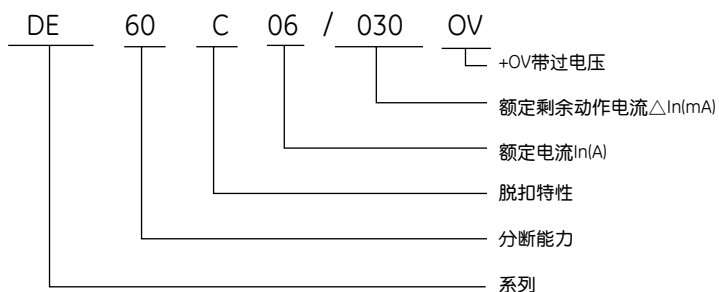 DE 60 C 06 / 030 OV
+OV带过电压
额定剩余动作电流△In(mA)
额定电流In(A)
脱扣特性
分断能力
系列